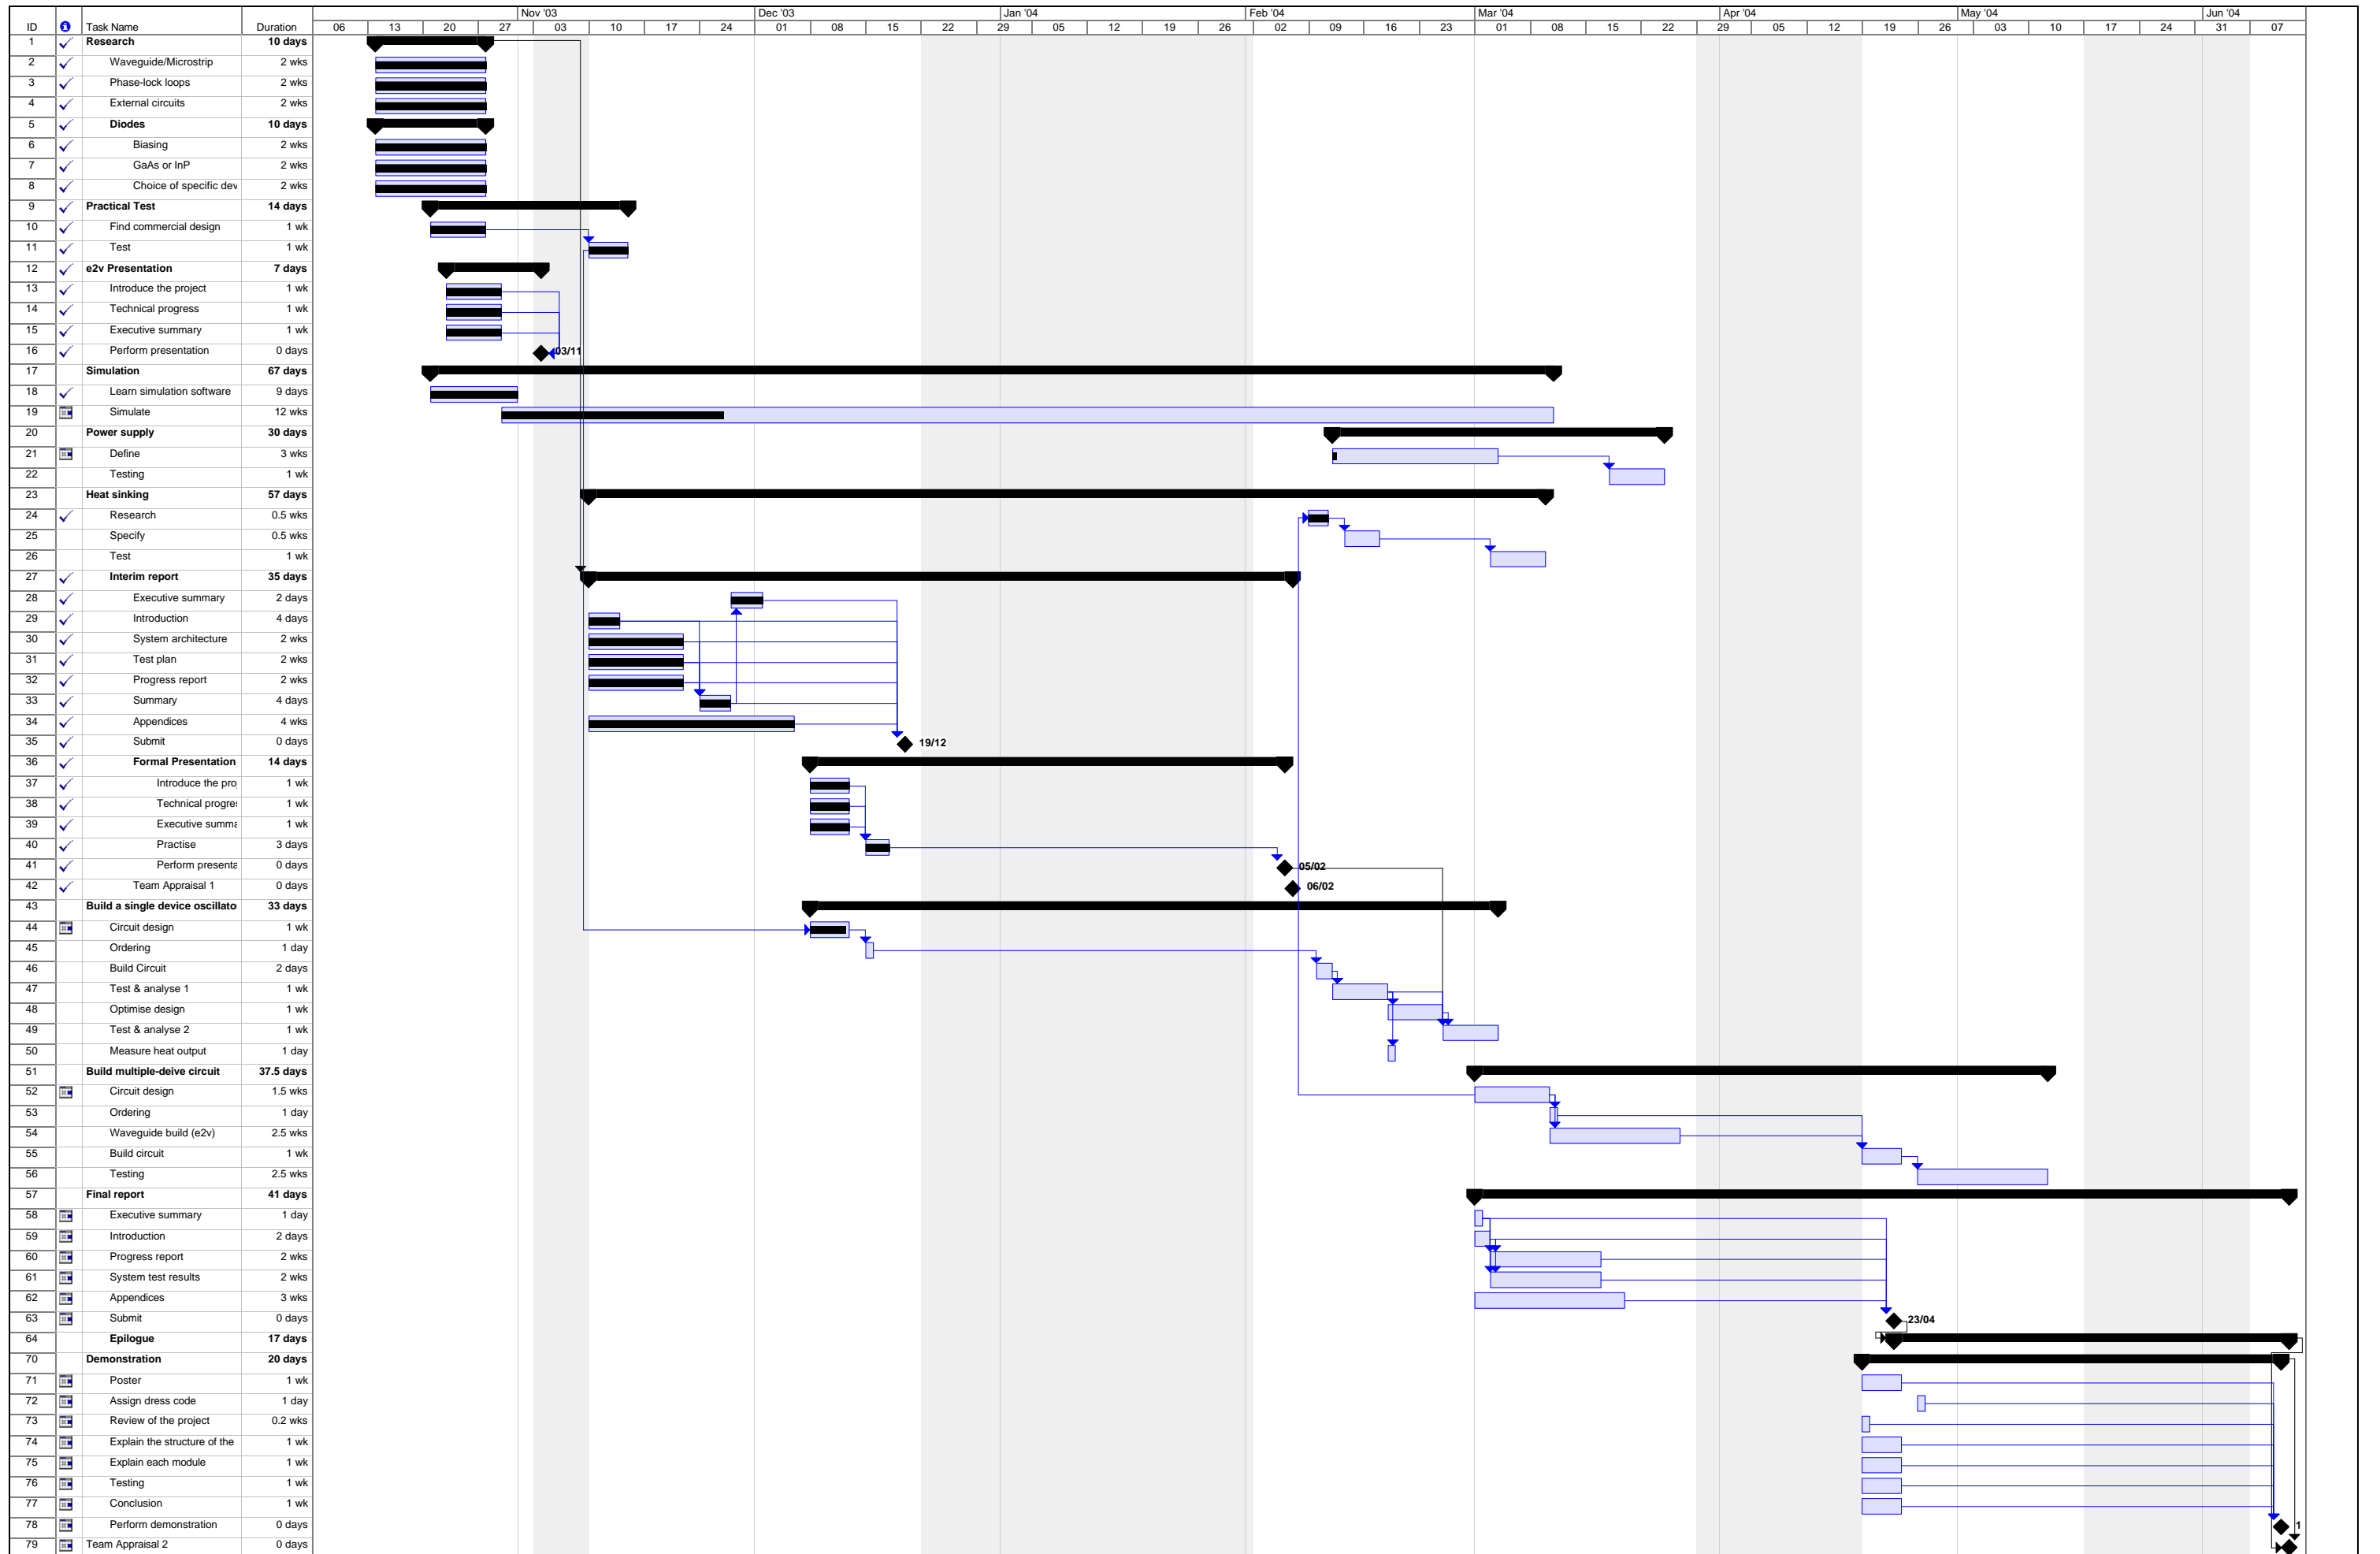 Nov '03 Dec '03 Jan '04 Feb '04 Mar '04 Apr '04 May '04 Jun '04
ID Task Name Duration 06 13 20 27 03 10 17 24 01 08 15 22 29 05 12 19 26 02 09 16 23 01 08 15 22 29 05 12 19 26 03 10 17 24 31 07
1 Research 10 days
2 Waveguide/Microstrip 2 wks
3 Phase-lock loops 2 wks
4 External circuits 2 wks
5 Diodes 10 days
6 Biasing 2 wks
7 GaAs or InP 2 wks
8 Choice of specific dev 2 wks
9 Practical Test 14 days
10 Find commercial design 1 wk
11 Test 1 wk
12 e2v Presentation 7 days
13 Introduce the project 1 wk
14 Technical progress 1 wk
15 Executive summary 1 wk
16 Perform presentation 0 days 03/11
17 Simulation 67 days
18 Learn simulation software 9 days
19 Simulate 12 wks
20 Power supply 30 days
21 Define 3 wks
22 Testing 1 wk
23 Heat sinking 57 days
24 Research 0.5 wks
25 Specify 0.5 wks
26 Test 1 wk
27 Interim report 35 days
28 Executive summary 2 days
29 Introduction 4 days
30 System architecture 2 wks
31 Test plan 2 wks
32 Progress report 2 wks
33 Summary 4 days
34 Appendices 4 wks
35 Submit 0 days 19/12
36 Formal Presentation 14 days
37 Introduce the pro 1 wk
38 Technical progres 1 wk
39 Executive summa 1 wk
40 Practise 3 days
41 Perform presenta 0 days 05/02
42 Team Appraisal 1 0 days 06/02
43 Build a single device oscillato 33 days
44 Circuit design 1 wk
45 Ordering 1 day
46 Build Circuit 2 days
47 Test & analyse 1 1 wk
48 Optimise design 1 wk
49 Test & analyse 2 1 wk
50 Measure heat output 1 day
51 Build multiple-deive circuit 37.5 days
52 Circuit design 1.5 wks
53 Ordering 1 day
54 Waveguide build (e2v) 2.5 wks
55 Build circuit 1 wk
56 Testing 2.5 wks
57 Final report 41 days
58 Executive summary 1 day
59 Introduction 2 days
60 Progress report 2 wks
61 System test results 2 wks
62 Appendices 3 wks
63 Submit 0 days 23/04
64 Epilogue 17 days
70 Demonstration 20 days
71 Poster 1 wk
72 Assign dress code 1 day
73 Review of the project 0.2 wks
74 Explain the structure of the 1 wk
75 Explain each module 1 wk
76 Testing 1 wk
77 Conclusion 1 wk
78 Perform demonstration 0 days 1
79 Team Appraisal 2 0 days